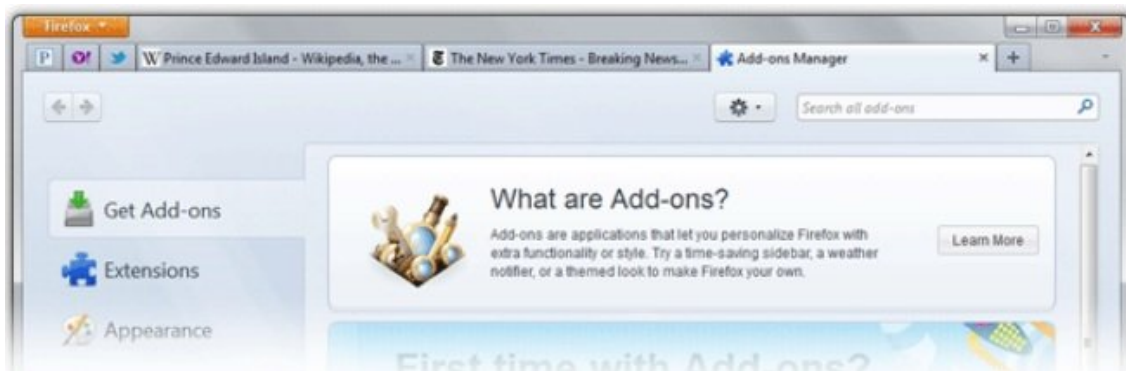 Firefox
P
Y!
W Prince Edward Island - Wikipedia, the ...
The New York Times - Breaking News...
Add-ons Manager
Search all add-ons
Get Add-ons
Extensions
Appearance
What are Add-ons?
Add-ons are applications that let you personalize Firefox with
extra functionality or style. Try a time-saving sidebar, a weather
notifier, or a themed look to make Firefox your own.
Learn More
First time with Add-ons?